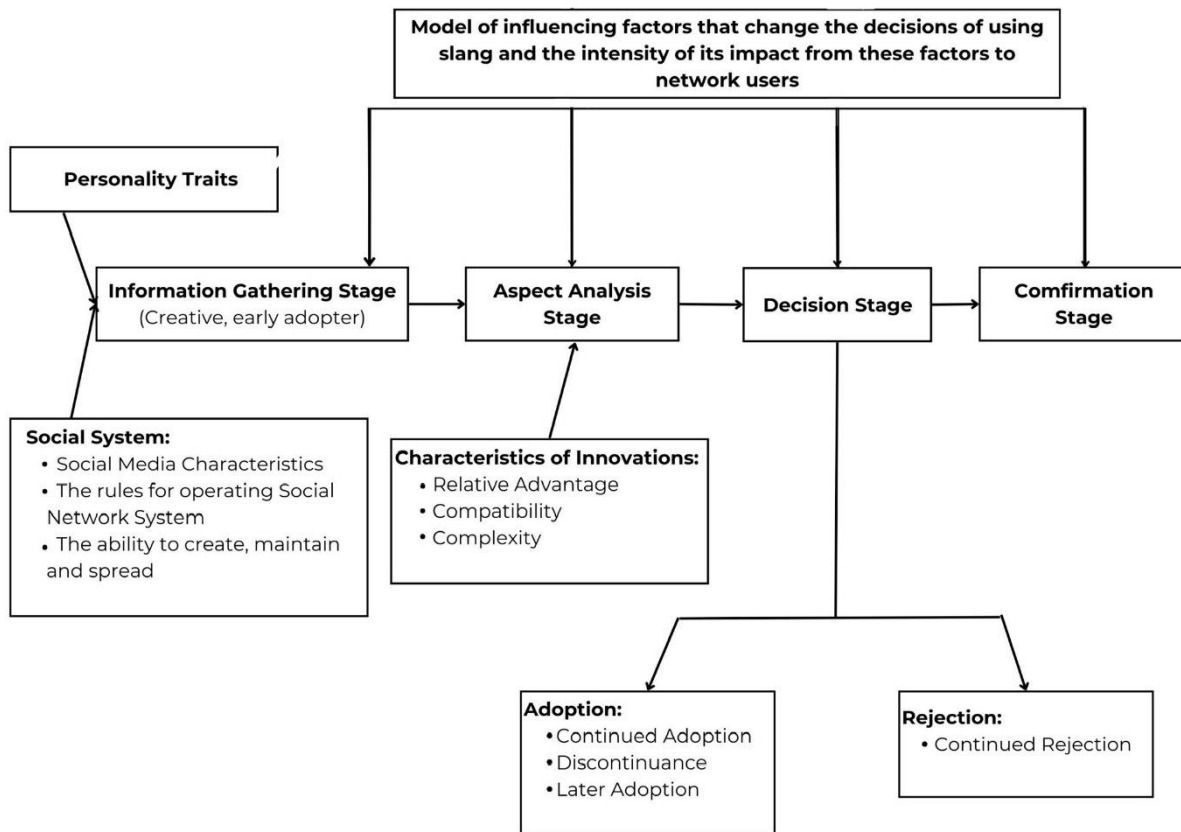 Model of influencing factors that change the decisions of using
slang and the intensity of its impact from these factors to
network users
Personality Traits
Information Gathering Stage
(Creative, early adopter)
Aspect Analysis
Stage
Decision Stage
Comfirmation
Stage
Social System:
• Social Media Characteristics
• The rules for operating Social
Network System
• The ability to create, maintain
and spread
Characteristics of Innovations:
• Relative Advantage
• Compatibility
• Complexity
Adoption:
• Continued Adoption
• Discontinuance
• Later Adoption
Rejection:
• Continued Rejection